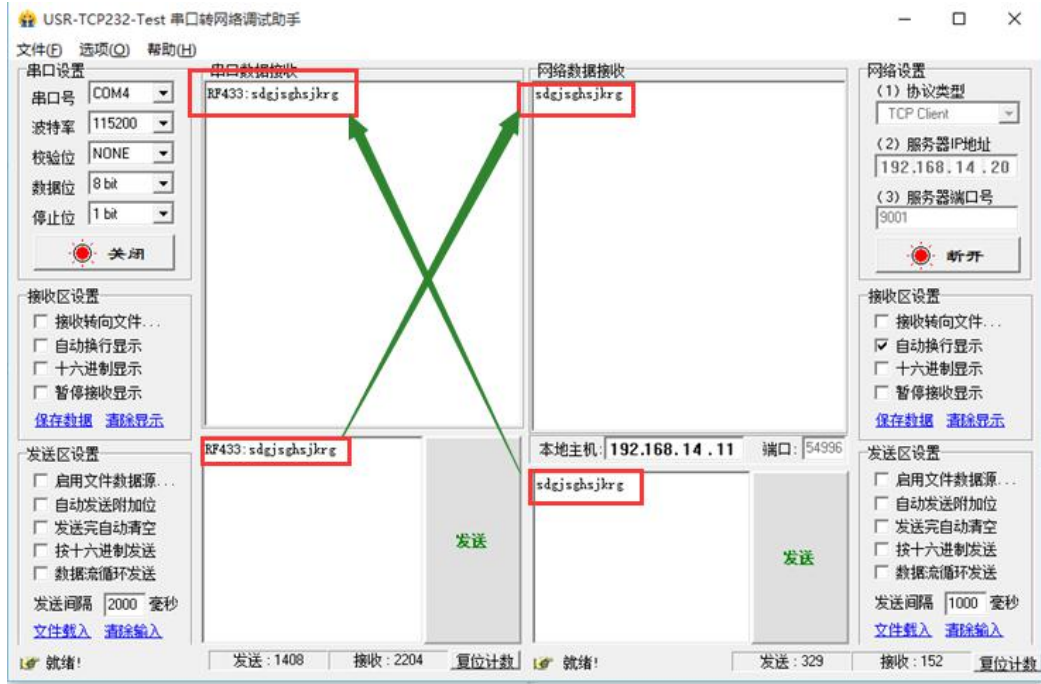 USR-TCP232-Test 串口转网络调试助手
文件(F) 选项(O) 帮助(H)
串口设置
串口号 COM4
波特率 115200
校验位 NONE
数据位 8 bit
停止位 1 bit
关闭
接收区设置
接收转向文件...
自动换行显示
十六进制显示
暂停接收显示
保存数据 清除显示
发送区设置
启用文件数据源...
自动发送附加位
发送完自动清空
按十六进制发送
数据流循环发送
发送间隔 2000 毫秒
文件载入 清除输入
串口数据接收
RF433:sdgjsghsjkrg
RF433:sdgjsghsjkrg
发送
网络数据接收
sdgjsghsjkrg
本地主机: 192.168.14.11 端口: 54996
sdgjsghsjkrg
发送
网络设置
(1) 协议类型
TCP Client
(2) 服务器IP地址
192.168.14.20
(3) 服务器端口号
9001
断开
接收区设置
接收转向文件...
自动换行显示
十六进制显示
暂停接收显示
保存数据 清除显示
发送区设置
启用文件数据源...
自动发送附加位
发送完自动清空
按十六进制发送
数据流循环发送
发送间隔 1000 毫秒
文件载入 清除输入
就绪! 发送:1408 接收:2204 复位计数
就绪! 发送:329 接收:152 复位计数